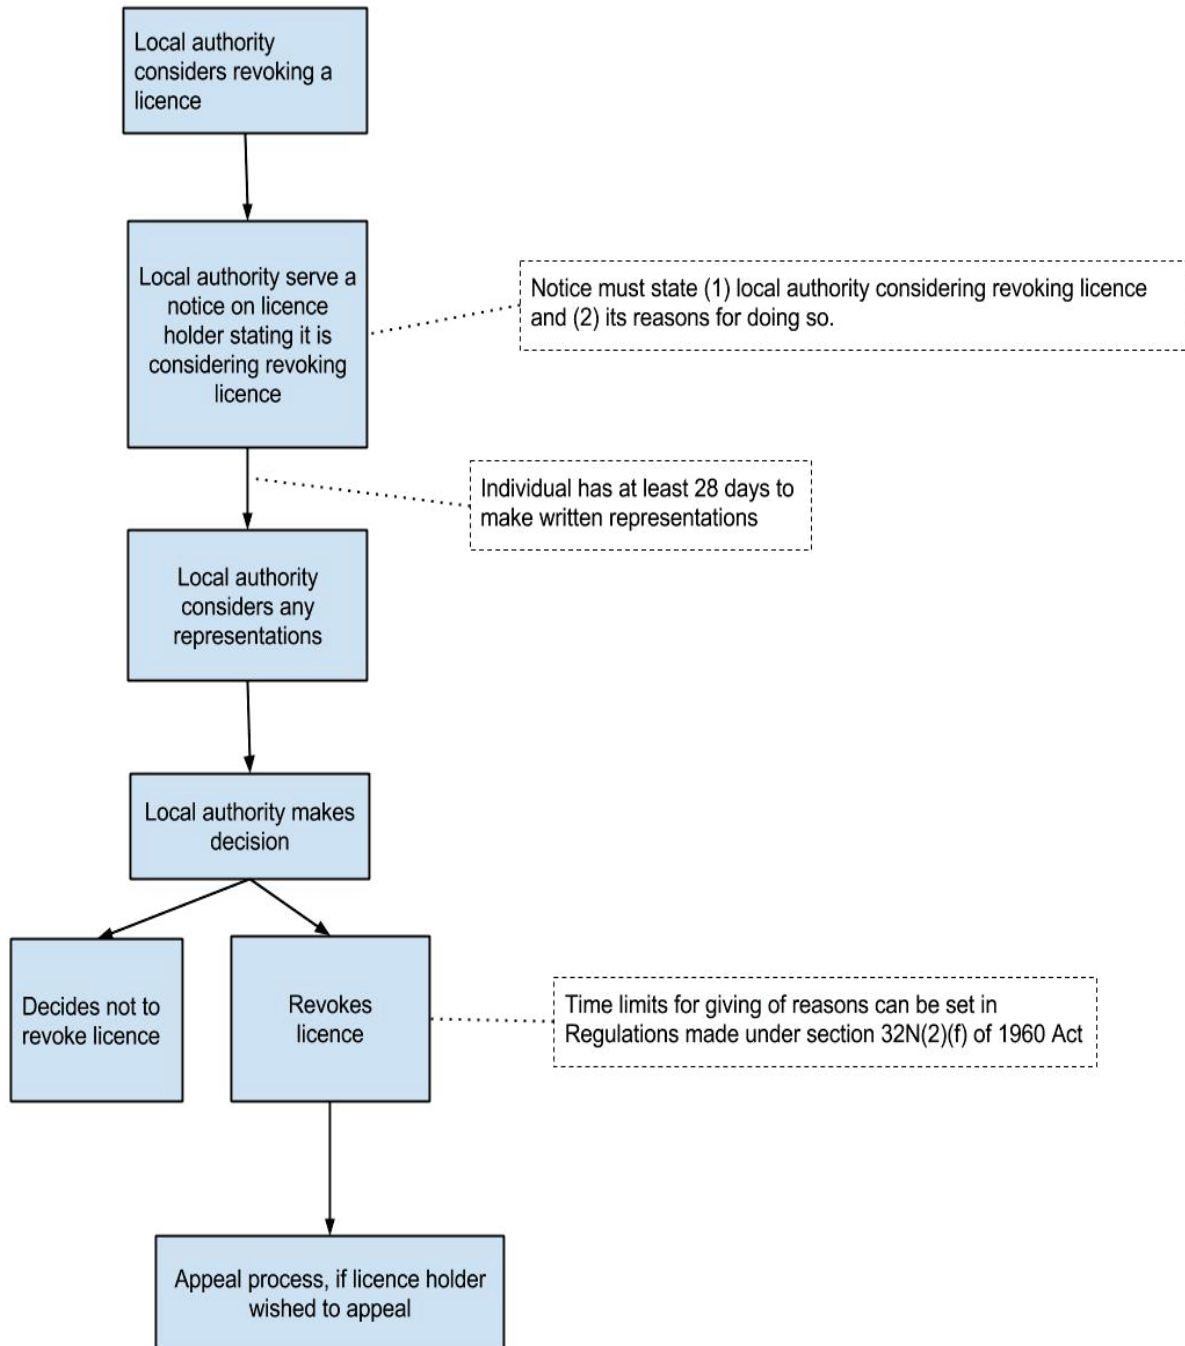 Local authority
considers revoking a
licence
Local authority serve a
notice on licence
holder stating it is
considering revoking
licence
Notice must state (1) local authority considering revoking licence
and (2) its reasons for doing so.
Individual has at least 28 days to
make written representations
Local authority
considers any
representations
Local authority makes
decision
Decides not to
revoke licence
Revokes
licence
Time limits for giving of reasons can be set in
Regulations made under section 32N(2)(f) of 1960 Act
Appeal process, if licence holder
wished to appeal